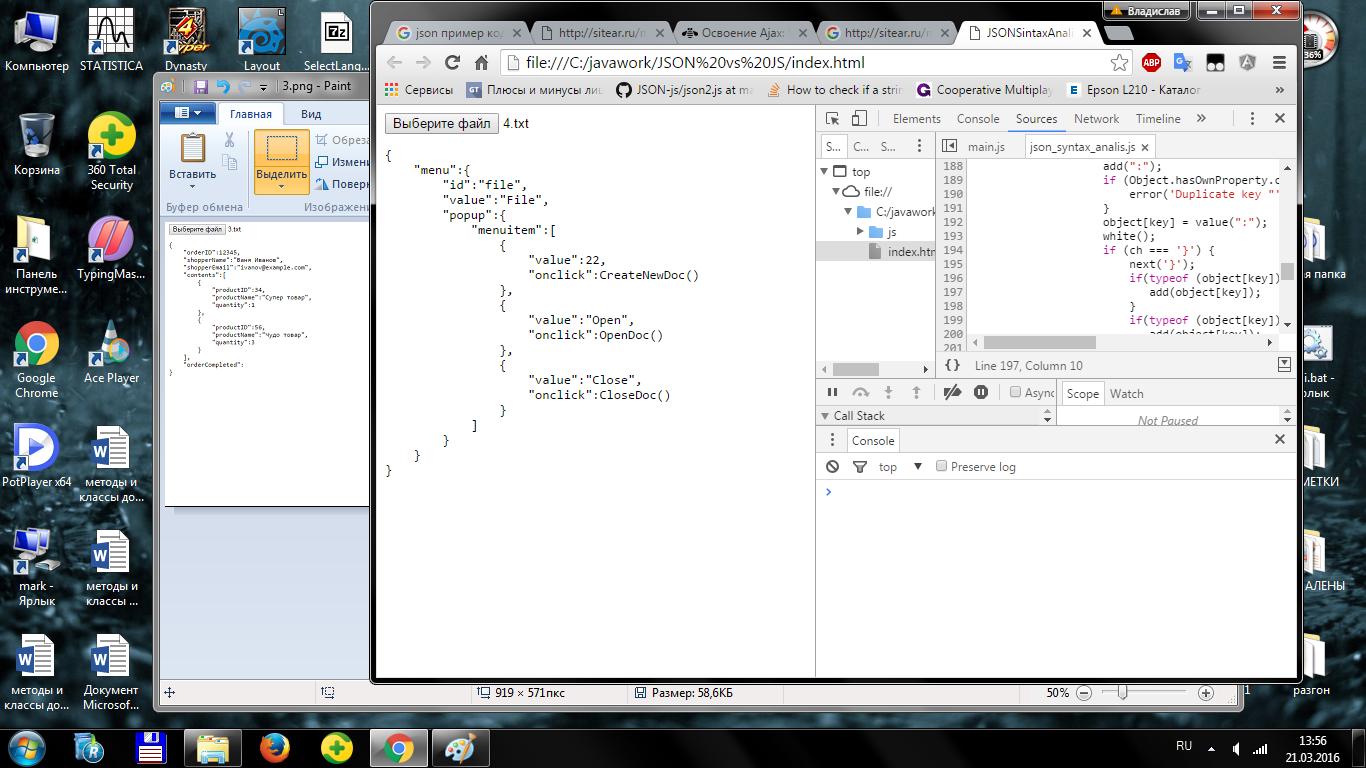 Компьютер
STATISTICA
Dynasty
Layout
SelectLang...
Корзина
360 Total
Security
Панель
инструме...
TypingMas...
Google
Chrome
Ace Player
PotPlayer x64
методы и
классы до...
mark -
Ярлык
методы и
классы ...
методы и
классы до...
Документ
Microsof...
3.png - Paint
Главная
Вид
Вставить
Выделить
Обреза
Измени
Поверн
Буфер обмена
Изображени
Выберите файл 3.txt
{
"orderID":12345,
"shopperName":"Ваня Иванов",
"shopperEmail":"ivanov@example.com",
"contents":[
{
"productID":34,
"productName":"Супер товар",
"quantity":1
},
{
"productID":56,
"productName":"Чудо товар",
"quantity":3
}
],
"orderCompleted":
}
919 × 571пкс
Размер: 58,6КБ
50%
Владислав
json пример код
http://sitear.ru/m
Освоение Ajax:
http://sitear.ru/m
JSONSintaxAnali
file:///C:/javawork/JSON%20vs%20JS/index.html
Сервисы
Плюсы и минусы ли
JSON-js/json2.js at ma
How to check if a strin
Cooperative Multiplay
Epson L210 - Каталог
Выберите файл 4.txt
{
"menu":{
"id":"file",
"value":"File",
"popup":{
"menuitem":[
{
"value":22,
"onclick":CreateNewDoc()
},
{
"value":"Open",
"onclick":OpenDoc()
},
{
"value":"Close",
"onclick":CloseDoc()
}
]
}
}
}
Elements Console Sources Network Timeline »
S... C... S...
top
file://
C:/javawork
js
index.htm
main.js json_syntax_analis.js
188 add(":");
189 if (Object.hasOwnProperty.c
190 error('Duplicate key "'
191 }
192 object[key] = value(":");
193 white();
194 if (ch === '}') {
195 next('}');
196 if(typeof (object[key])
197 add(object[key]);
198 }
199 if(typeof (object[key])
200 add(object[key]);
201
{} Line 197, Column 10
Async
Scope Watch
Call Stack
Not Paused
Console
top
Preserve log
я папка
i.bat -
лык
МЕТКИ
АЛЕНЫ
разгон
RU
13:56
21.03.2016